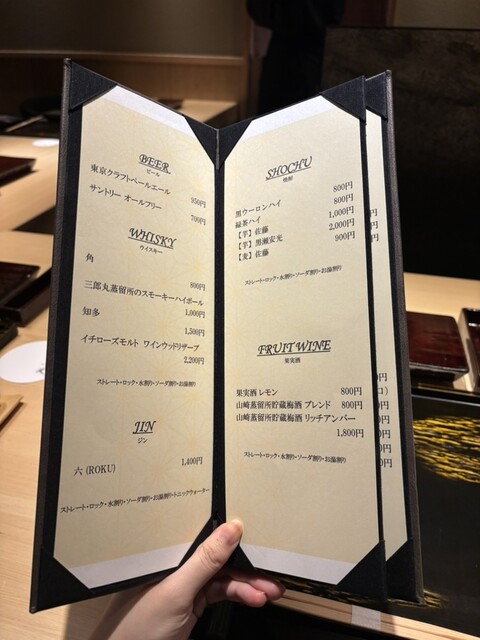 BEER
ビール
東京クラフトペールエール
950円
サントリー オールフリー
700円
WHISKY
ウイスキー
角
800円
三郎丸蒸留所のスモーキーハイボール
1,000円
知多
1,500円
イチローズモルト ワインウッドリザーブ
2,200円
ストレート・ロック・水割り・ソーダ割り・お湯割り
JIN
ジン
六 (ROKU)
1,400円
ストレート・ロック・水割り・ソーダ割り・お湯割り・トニックウォーター
SHOCHU
焼酎
800円
黒ウーロンハイ 800円
緑茶ハイ 1,000円
【芋】佐藤 2,000円
【芋】黒瀬安光 900円
【麦】佐藤
ストレート・ロック・水割り・ソーダ割り・お湯割り
FRUIT WINE
果実酒
果実酒 レモン 800円
山崎蒸留所貯蔵梅酒 ブレンド 800円
山崎蒸留所貯蔵梅酒 リッチアンバー
1,800円
ストレート・ロック・水割り・ソーダ割り・お湯割り
円
円
円
円
口)
円
円
円
円